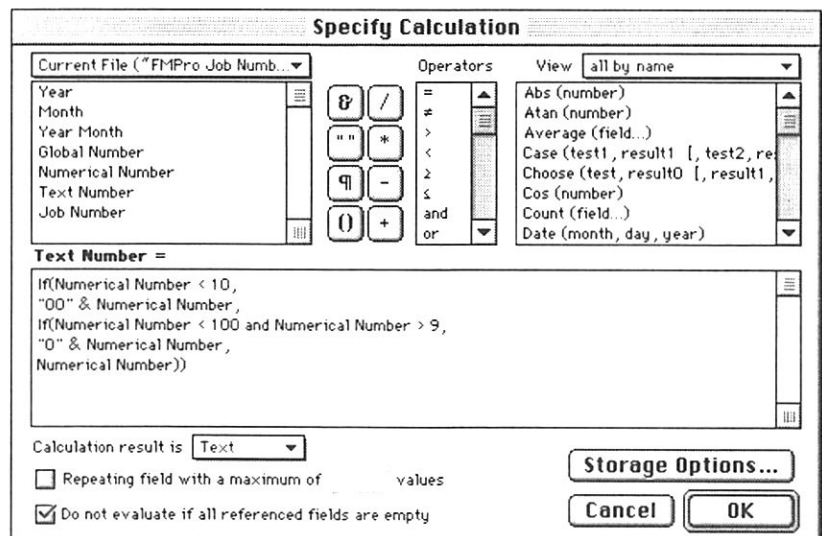 Specify Calculation
Current File ("FMPro Job Numb...
Operators
View
all by name
Year
Month
Year Month
Global Number
Numerical Number
Text Number
Job Number
&
/
" "
*
¶
-
()
+
=
≠
>
<
≥
≤
and
or
Abs (number)
Atan (number)
Average (field...)
Case (test1, result1 [, test2, re
Choose (test, result0 [, result1,
Cos (number)
Count (field...)
Date (month, day, year)
Text Number =
If(Numerical Number < 10,
"00" & Numerical Number,
If(Numerical Number < 100 and Numerical Number > 9,
"0" & Numerical Number,
Numerical Number))
Calculation result is
Text
Repeating field with a maximum of values
Do not evaluate if all referenced fields are empty
Storage Options...
Cancel
OK